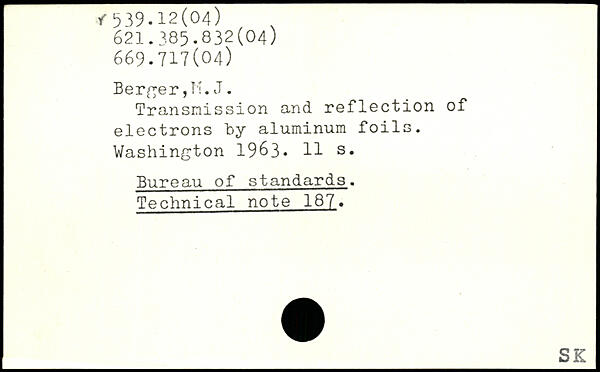 539.12(04)
621.385.832(04)
669.717(04)
Berger,M.J.
Transmission and reflection of
electrons by aluminum foils.
Washington 1963. 11 s.
Bureau of standards.
Technical note 187.
SK